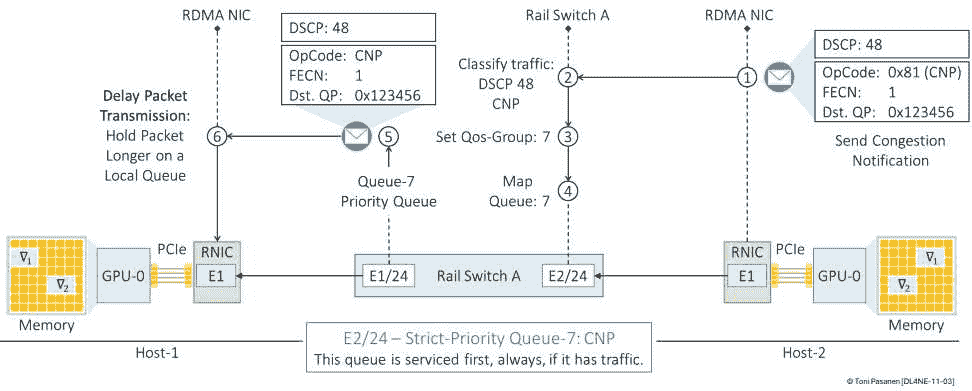 RDMA NIC
Rail Switch A
RDMA NIC
DSCP: 48
OpCode: CNP
FECN: 1
Dst. QP: 0x123456
Classify traffic:
DSCP 48
CNP
2
1
DSCP: 48
OpCode: 0x81 (CNP)
FECN: 1
Dst. QP: 0x123456
Send Congestion
Notification
Delay Packet
Transmission:
Hold Packet
Longer on a
Local Queue
6
5
Set Qos-Group: 7
3
Queue-7
Priority Queue
Map
Queue: 7
4
∇1
∇2
Memory
GPU-0
PCIe
RNIC
E1
E1/24
Rail Switch A
E2/24
RNIC
E1
PCIe
GPU-0
∇1
∇2
Memory
E2/24 – Strict-Priority Queue-7: CNP
This queue is serviced first, always, if it has traffic.
Host-1
Host-2
© Toni Pasanen [DL4NE-11-03]